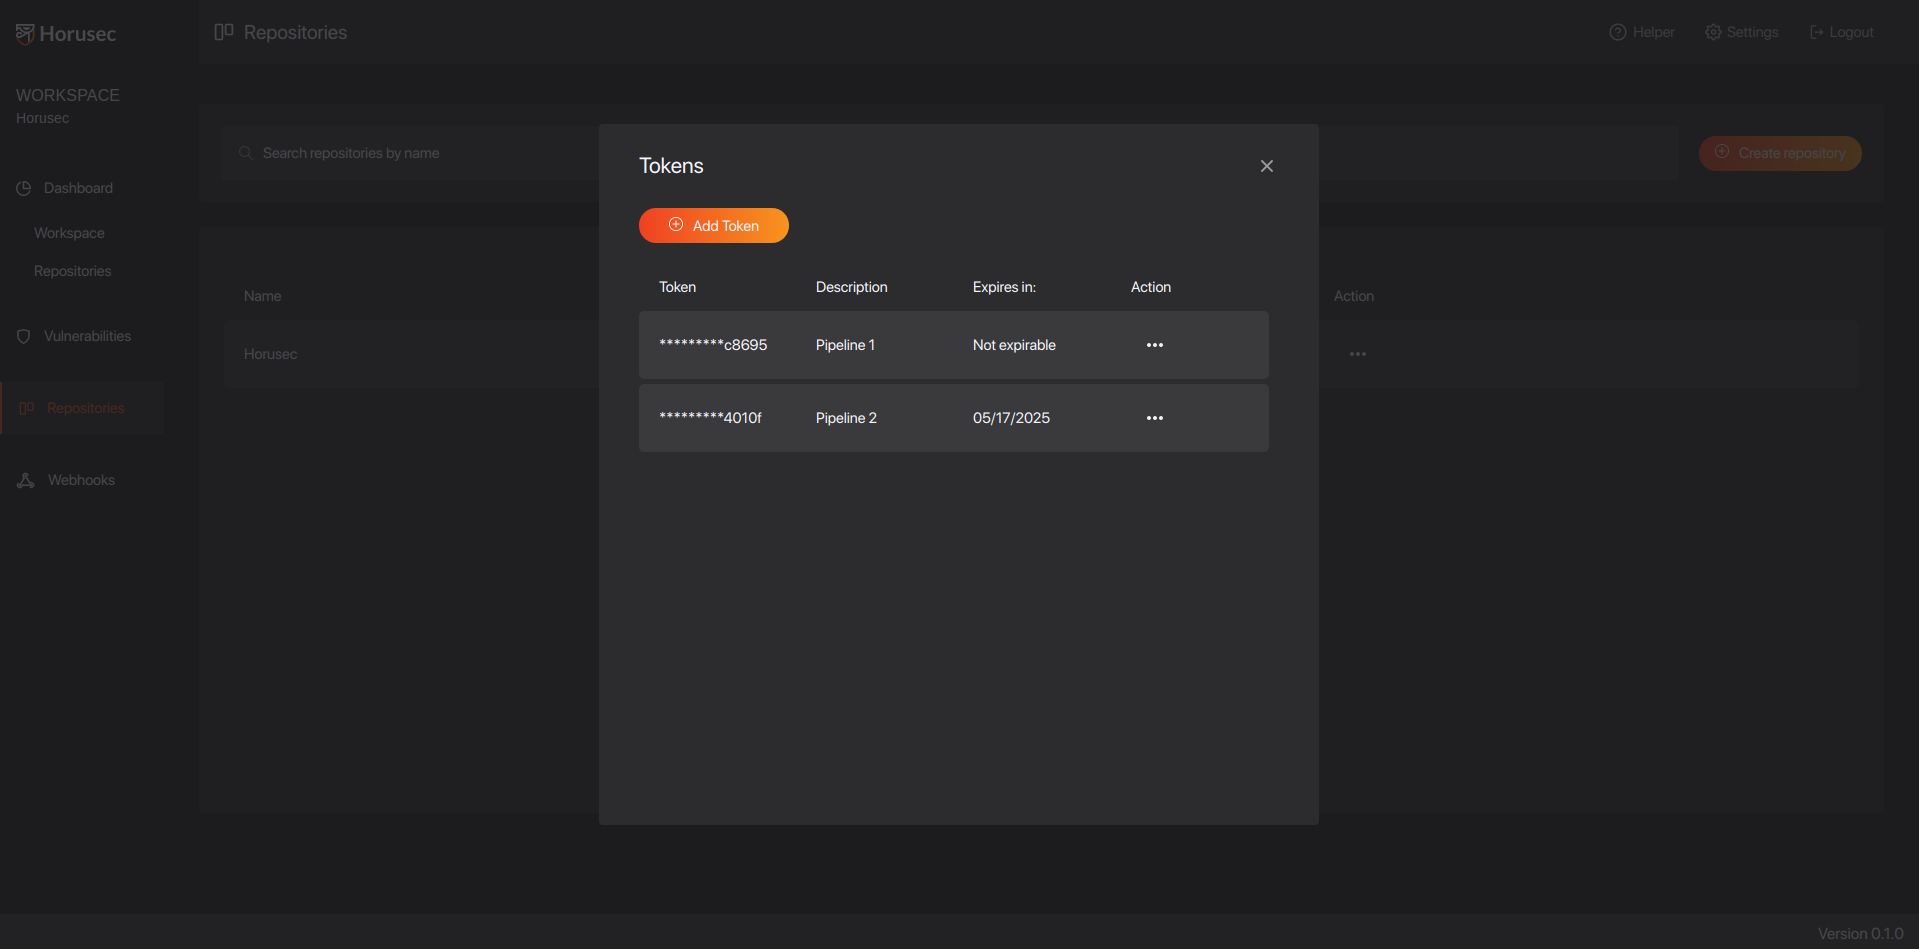 Horusec
Repositories
Helper
Settings
Logout
WORKSPACE
Horusec
Search repositories by name
Create repository
Dashboard
Workspace
Repositories
Vulnerabilities
Repositories
Webhooks
Name
Action
Horusec
Tokens
Add Token
Token Description Expires in: Action
*********c8695 Pipeline 1 Not expirable
*********4010f Pipeline 2 05/17/2025
Version 0.1.0